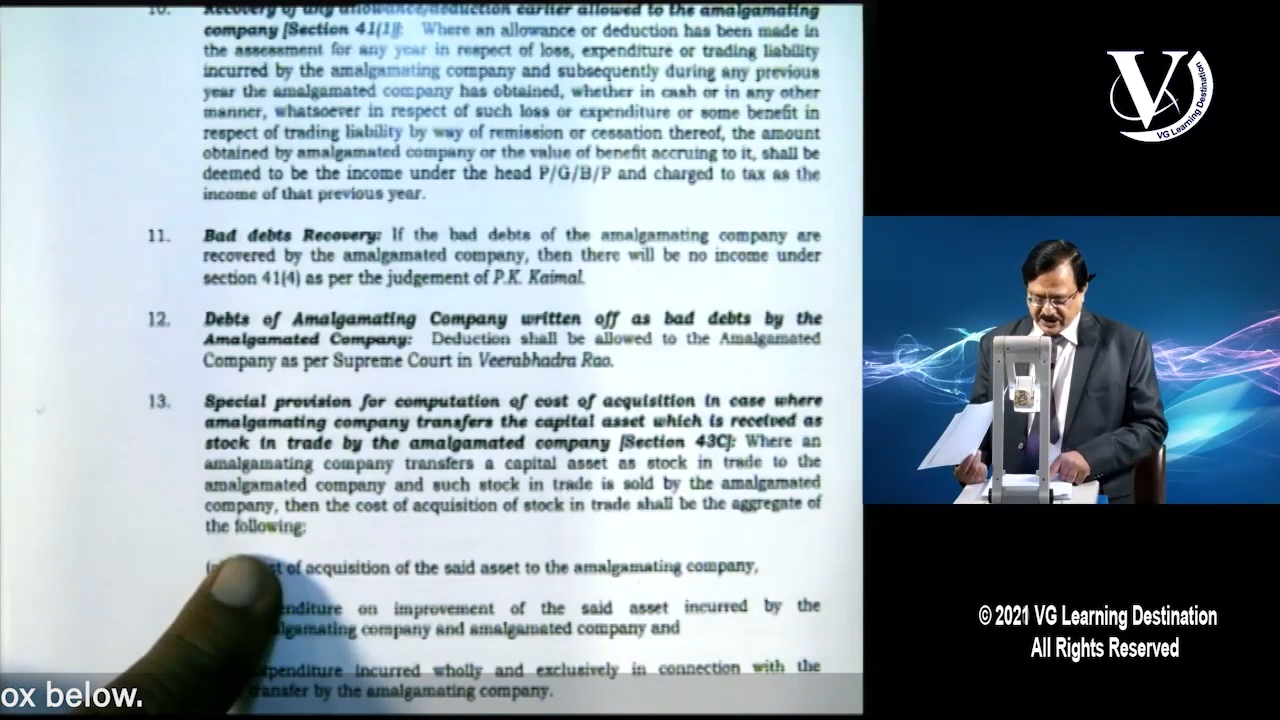 10. Recovery of any allowance/deduction earlier allowed to the amalgamating
company [Section 41(1)]: Where an allowance or deduction has been made in
the assessment for any year in respect of loss, expenditure or trading liability
incurred by the amalgamating company and subsequently during any previous
year the amalgamated company has obtained, whether in cash or in any other
manner, whatsoever in respect of such loss or expenditure or some benefit in
respect of trading liability by way of remission or cessation thereof, the amount
obtained by amalgamated company or the value of benefit accruing to it, shall be
deemed to be the income under the head P/G/B/P and charged to tax as the
income of that previous year.
11. Bad debts Recovery: If the bad debts of the amalgamating company are
recovered by the amalgamated company, then there will be no income under
section 41(4) as per the judgement of P.K. Kaimal.
12. Debts of Amalgamating Company written off as bad debts by the
Amalgamated Company: Deduction shall be allowed to the Amalgamated
Company as per Supreme Court in Veerabhadra Rao.
13. Special provision for computation of cost of acquisition in case where
amalgamating company transfers the capital asset which is received as
stock in trade by the amalgamated company [Section 43C]: Where an
amalgamating company transfers a capital asset as stock in trade to the
amalgamated company and such stock in trade is sold by the amalgamated
company, then the cost of acquisition of stock in trade shall be the aggregate of
the following:
of acquisition of the said asset to the amalgamating company,
on improvement of the said asset incurred by the
company and amalgamated company and
incurred wholly and exclusively in connection with the
by the amalgamating company.
ox below.
V
VG Learning Destination
© 2021 VG Learning Destination
All Rights Reserved